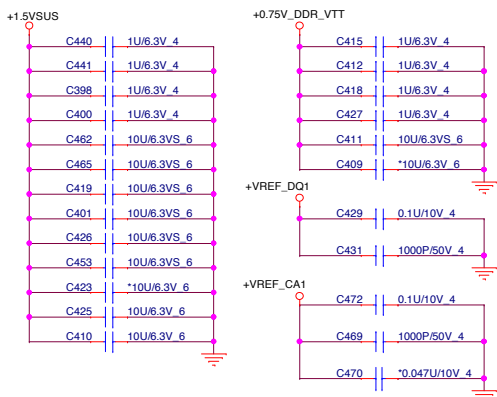 +1.5VSUS
C440 1U/6.3V_4
C441 1U/6.3V_4
C398 1U/6.3V_4
C400 1U/6.3V_4
C462 10U/6.3VS_6
C465 10U/6.3VS_6
C419 10U/6.3VS_6
C401 10U/6.3VS_6
C426 10U/6.3VS_6
C453 10U/6.3VS_6
C423 *10U/6.3V_6
C425 10U/6.3V_6
C410 10U/6.3V_6
+0.75V_DDR_VTT
C415 1U/6.3V_4
C412 1U/6.3V_4
C418 1U/6.3V_4
C427 1U/6.3V_4
C411 10U/6.3VS_6
C409 *10U/6.3V_6
+VREF_DQ1
C429 0.1U/10V_4
C431 1000P/50V_4
+VREF_CA1
C472 0.1U/10V_4
C469 1000P/50V_4
C470 *0.047U/10V_4